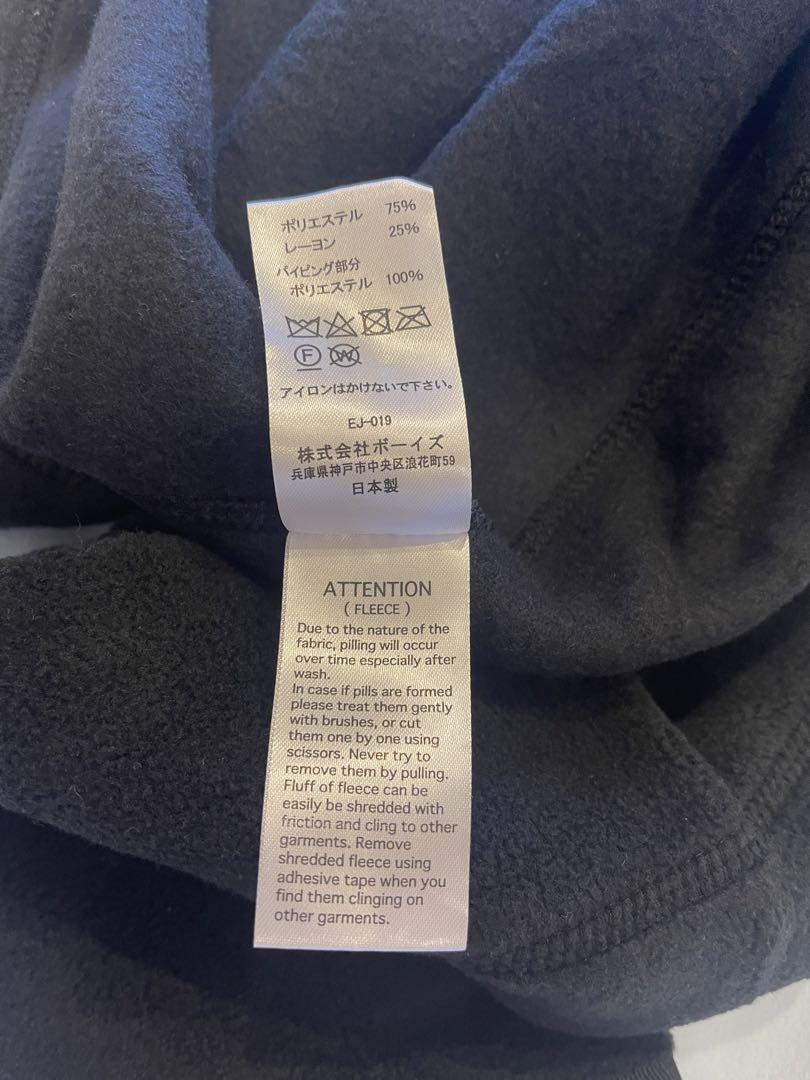 ポリエステル 75%
レーヨン 25%
パイピング部分
ポリエステル 100%
F W
アイロンはかけないで下さい。
EJ-019
株式会社ボーイズ
兵庫県神戸市中央区浪花町59
日本製
ATTENTION
( FLEECE )
Due to the nature of the
fabric, pilling will occur
over time especially after
wash.
In case if pills are formed
please treat them gently
with brushes, or cut
them one by one using
scissors. Never try to
remove them by pulling.
Fluff of fleece can be
easily be shredded with
friction and cling to other
garments. Remove
shredded fleece using
adhesive tape when you
find them clinging on
other garments.